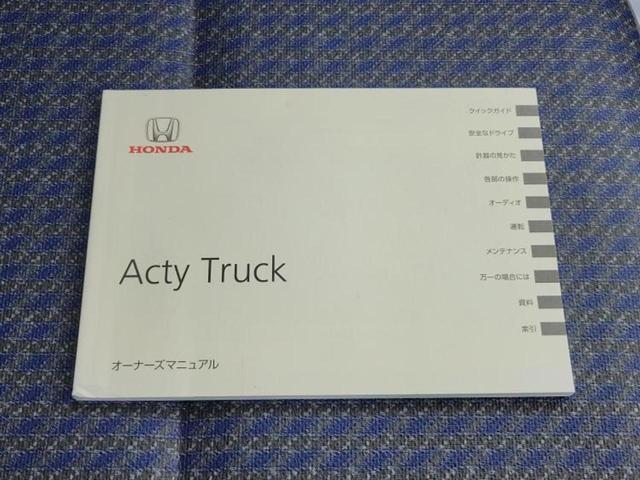 HONDA
Acty Truck
オーナーズマニュアル
クイックガイド
安全なドライブ
計器の見かた
各部の操作
オーディオ
運転
メンテナンス
万一の場合には
資料
索引